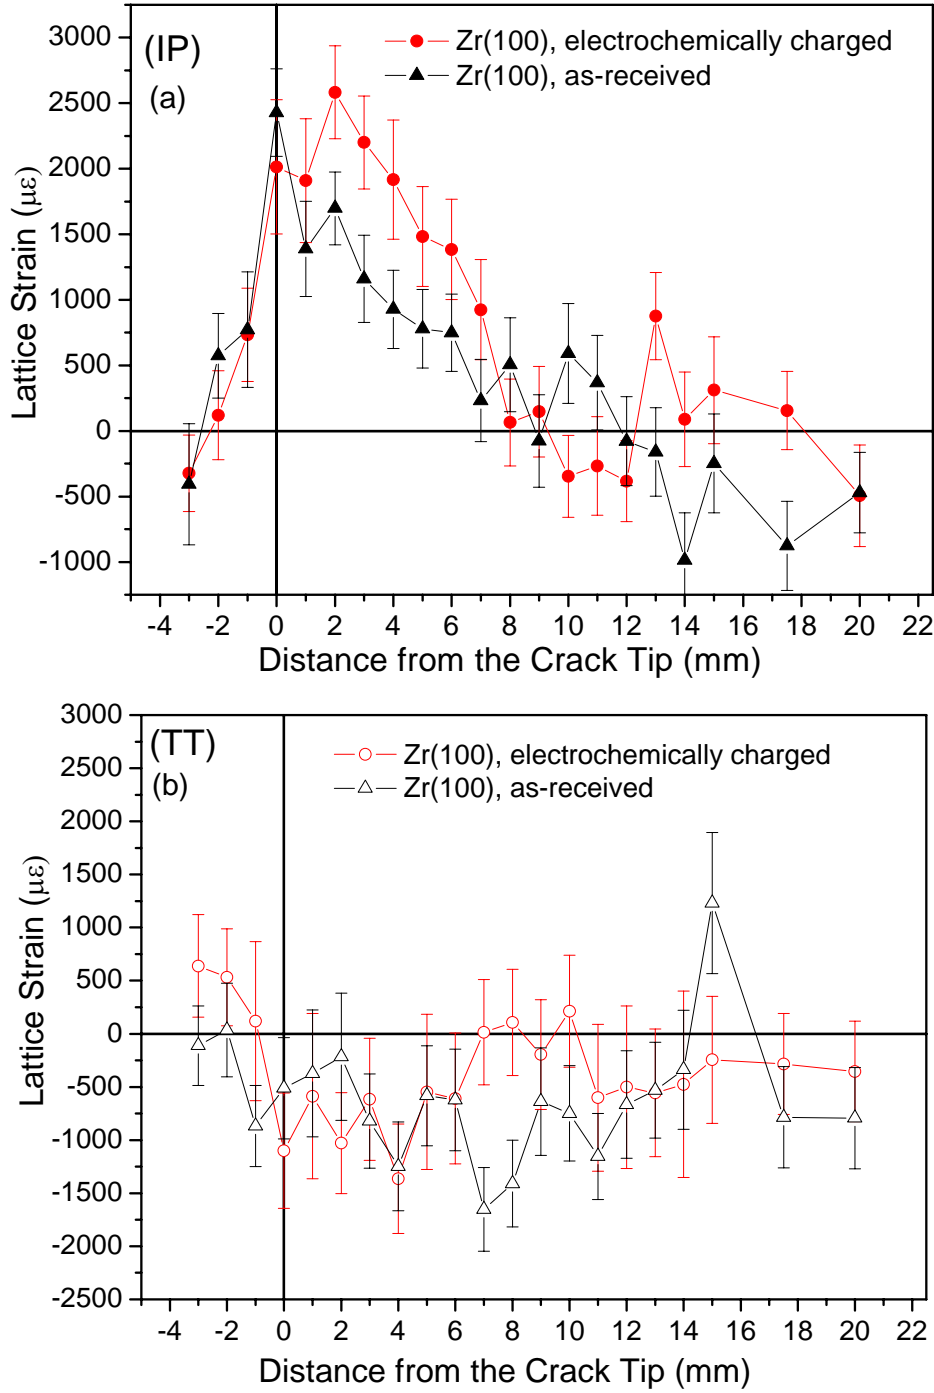 (IP)
(a)
Zr(100), electrochemically charged
Zr(100), as-received
3000
2500
2000
1500
1000
500
0
-500
-1000
Lattice Strain (με)
-4 -2 0 2 4 6 8 10 12 14 16 18 20 22
Distance from the Crack Tip (mm)
(TT)
(b)
Zr(100), electrochemically charged
Zr(100), as-received
3000
2500
2000
1500
1000
500
0
-500
-1000
-1500
-2000
-2500
Lattice Strain (με)
-4 -2 0 2 4 6 8 10 12 14 16 18 20 22
Distance from the Crack Tip (mm)